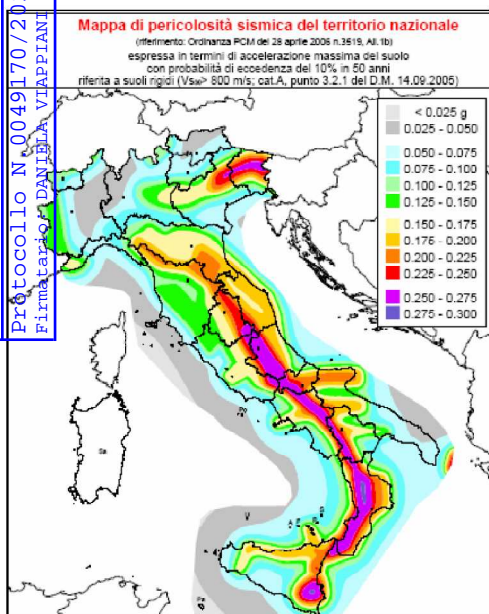 Protocollo N.0049170/20
Firmatario: DANIELA VIAPPIANI
Mappa di pericolosità sismica del territorio nazionale
(riferimento: Ordinanza PCM del 28 aprile 2006 n.3519, All.1b)
espressa in termini di accelerazione massima del suolo
con probabilità di eccedenza del 10% in 50 anni
riferita a suoli rigidi (Vs₃₀> 800 m/s; cat.A, punto 3.2.1 del D.M. 14.09.2005)
< 0.025 g
0.025 - 0.050
0.050 - 0.075
0.075 - 0.100
0.100 - 0.125
0.125 - 0.150
0.150 - 0.175
0.175 - 0.200
0.200 - 0.225
0.225 - 0.250
0.250 - 0.275
0.275 - 0.300